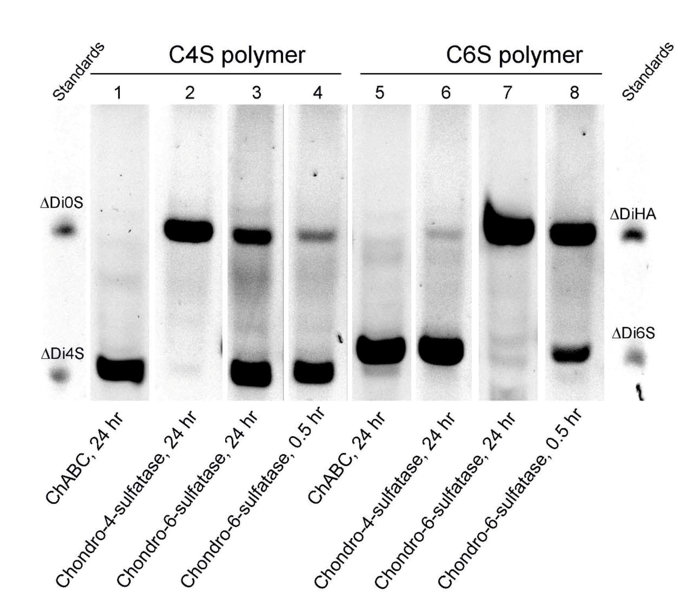 C4S polymer C6S polymer
Standards 1 2 3 4 5 6 7 8 Standards
ΔDi0S ΔDiHA
ΔDi4S ΔDi6S
ChABC, 24 hr
Chondro-4-sulfatase, 24 hr
Chondro-6-sulfatase, 24 hr
Chondro-6-sulfatase, 0.5 hr
ChABC, 24 hr
Chondro-4-sulfatase, 24 hr
Chondro-6-sulfatase, 24 hr
Chondro-6-sulfatase, 0.5 hr